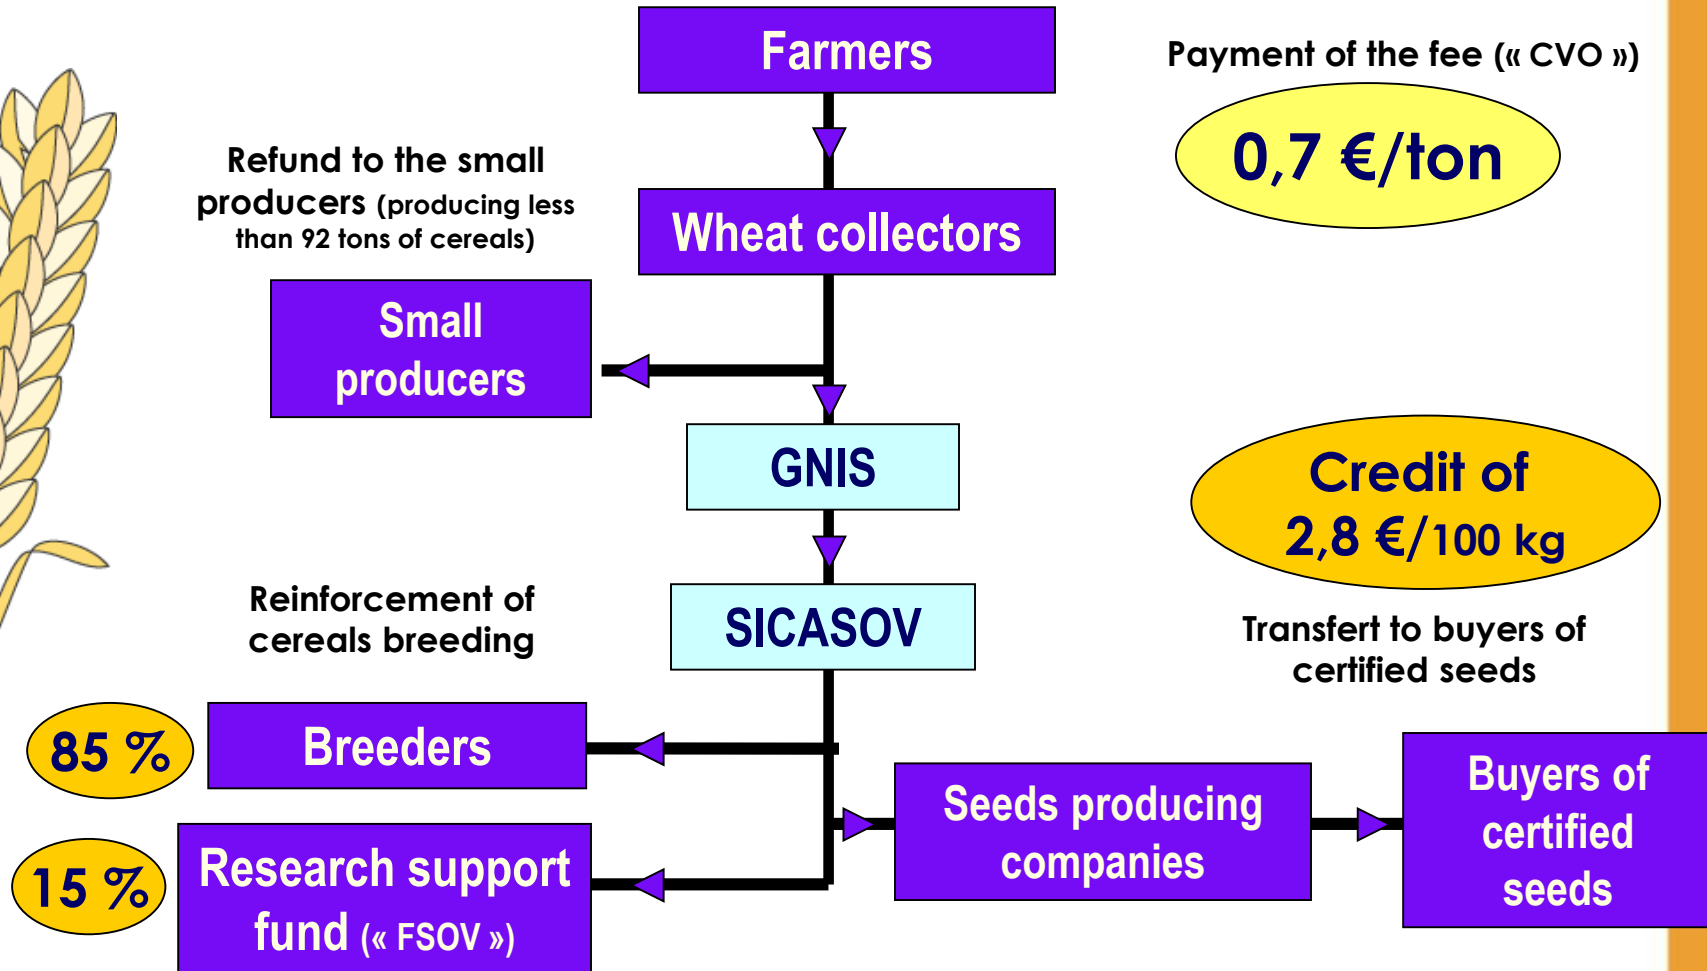 Farmers
Payment of the fee (« CVO »)
0,7 €/ton
Refund to the small
producers (producing less
than 92 tons of cereals)
Wheat collectors
Small
producers
GNIS
Credit of
2,8 €/100 kg
SICASOV
Reinforcement of
cereals breeding
Transfert to buyers of
certified seeds
85 %
Breeders
Seeds producing
companies
Buyers of
certified
seeds
15 %
Research support
fund (« FSOV »)